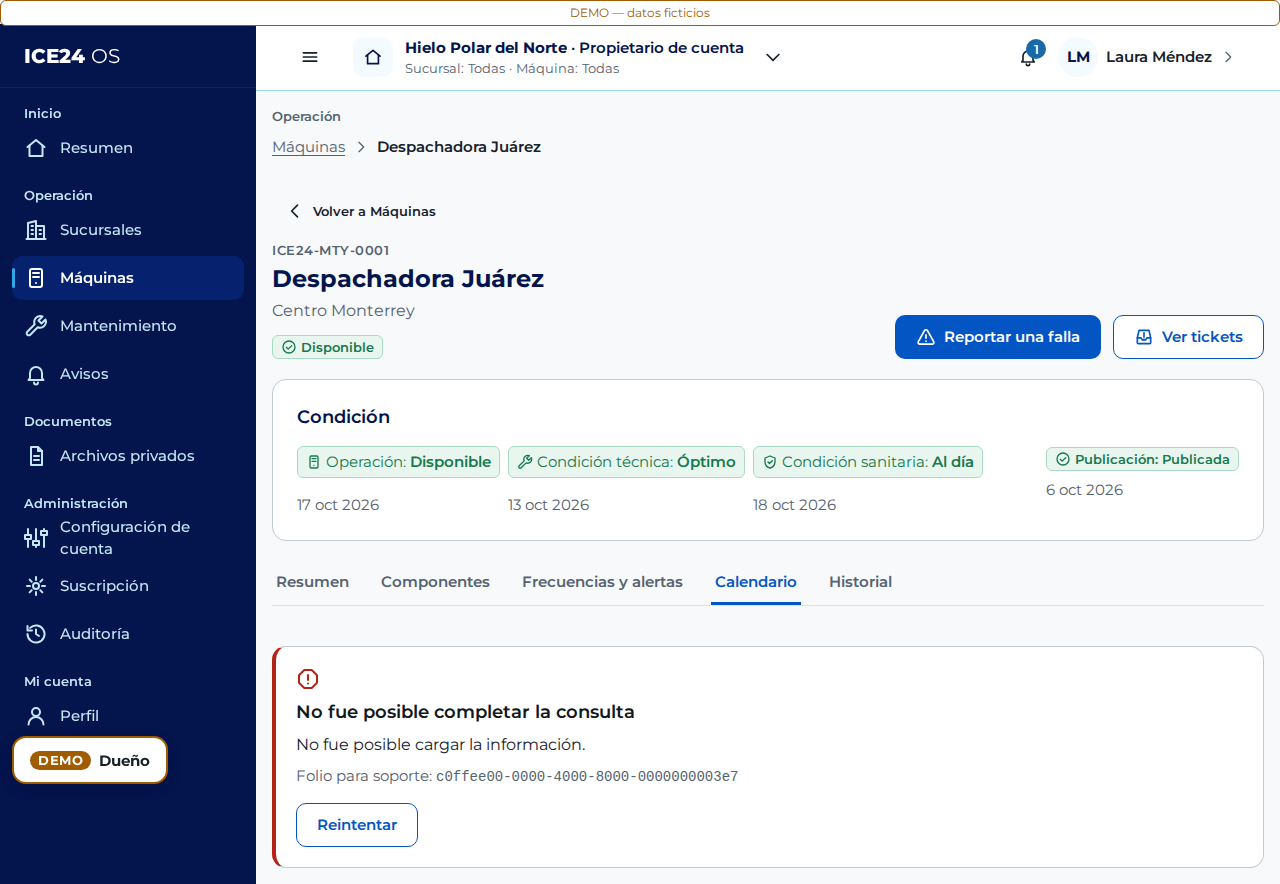 DEMO — datos ficticios
ICE24 OS
Inicio
Resumen
Operación
Sucursales
Máquinas
Mantenimiento
Avisos
Documentos
Archivos privados
Administración
Configuración de
cuenta
Suscripción
Auditoría
Mi cuenta
Perfil
DEMO Dueño
Hielo Polar del Norte · Propietario de cuenta
Sucursal: Todas · Máquina: Todas
1
LM Laura Méndez
Operación
Máquinas > Despachadora Juárez
Volver a Máquinas
ICE24-MTY-0001
Despachadora Juárez
Centro Monterrey
Disponible
Reportar una falla
Ver tickets
Condición
Operación: Disponible
17 oct 2026
Condición técnica: Óptimo
13 oct 2026
Condición sanitaria: Al día
18 oct 2026
Publicación: Publicada
6 oct 2026
Resumen Componentes Frecuencias y alertas Calendario Historial
No fue posible completar la consulta
No fue posible cargar la información.
Folio para soporte: c0ffee00-0000-4000-8000-0000000003e7
Reintentar